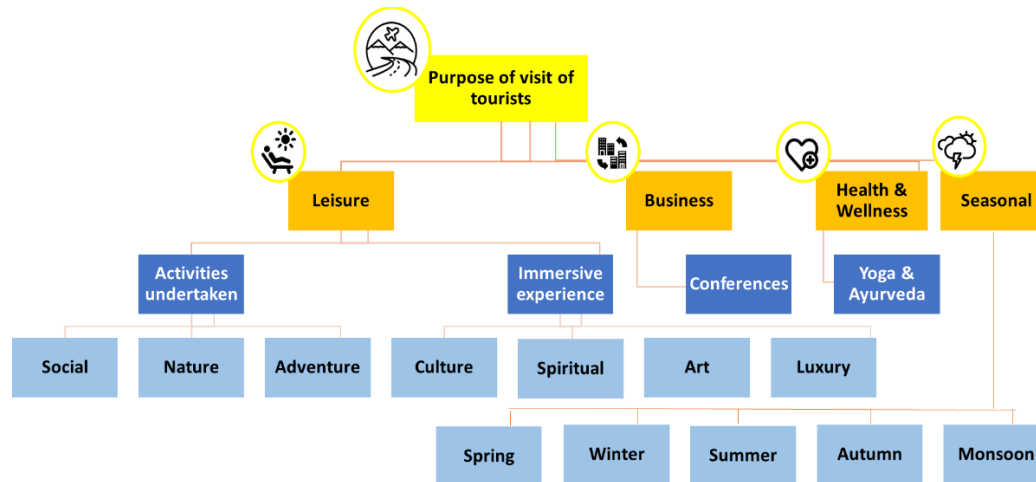 Purpose of visit of
tourists
Leisure
Business
Health &
Wellness
Seasonal
Activities
undertaken
Immersive
experience
Conferences
Yoga &
Ayurveda
Social
Nature
Adventure
Culture
Spiritual
Art
Luxury
Spring
Winter
Summer
Autumn
Monsoon